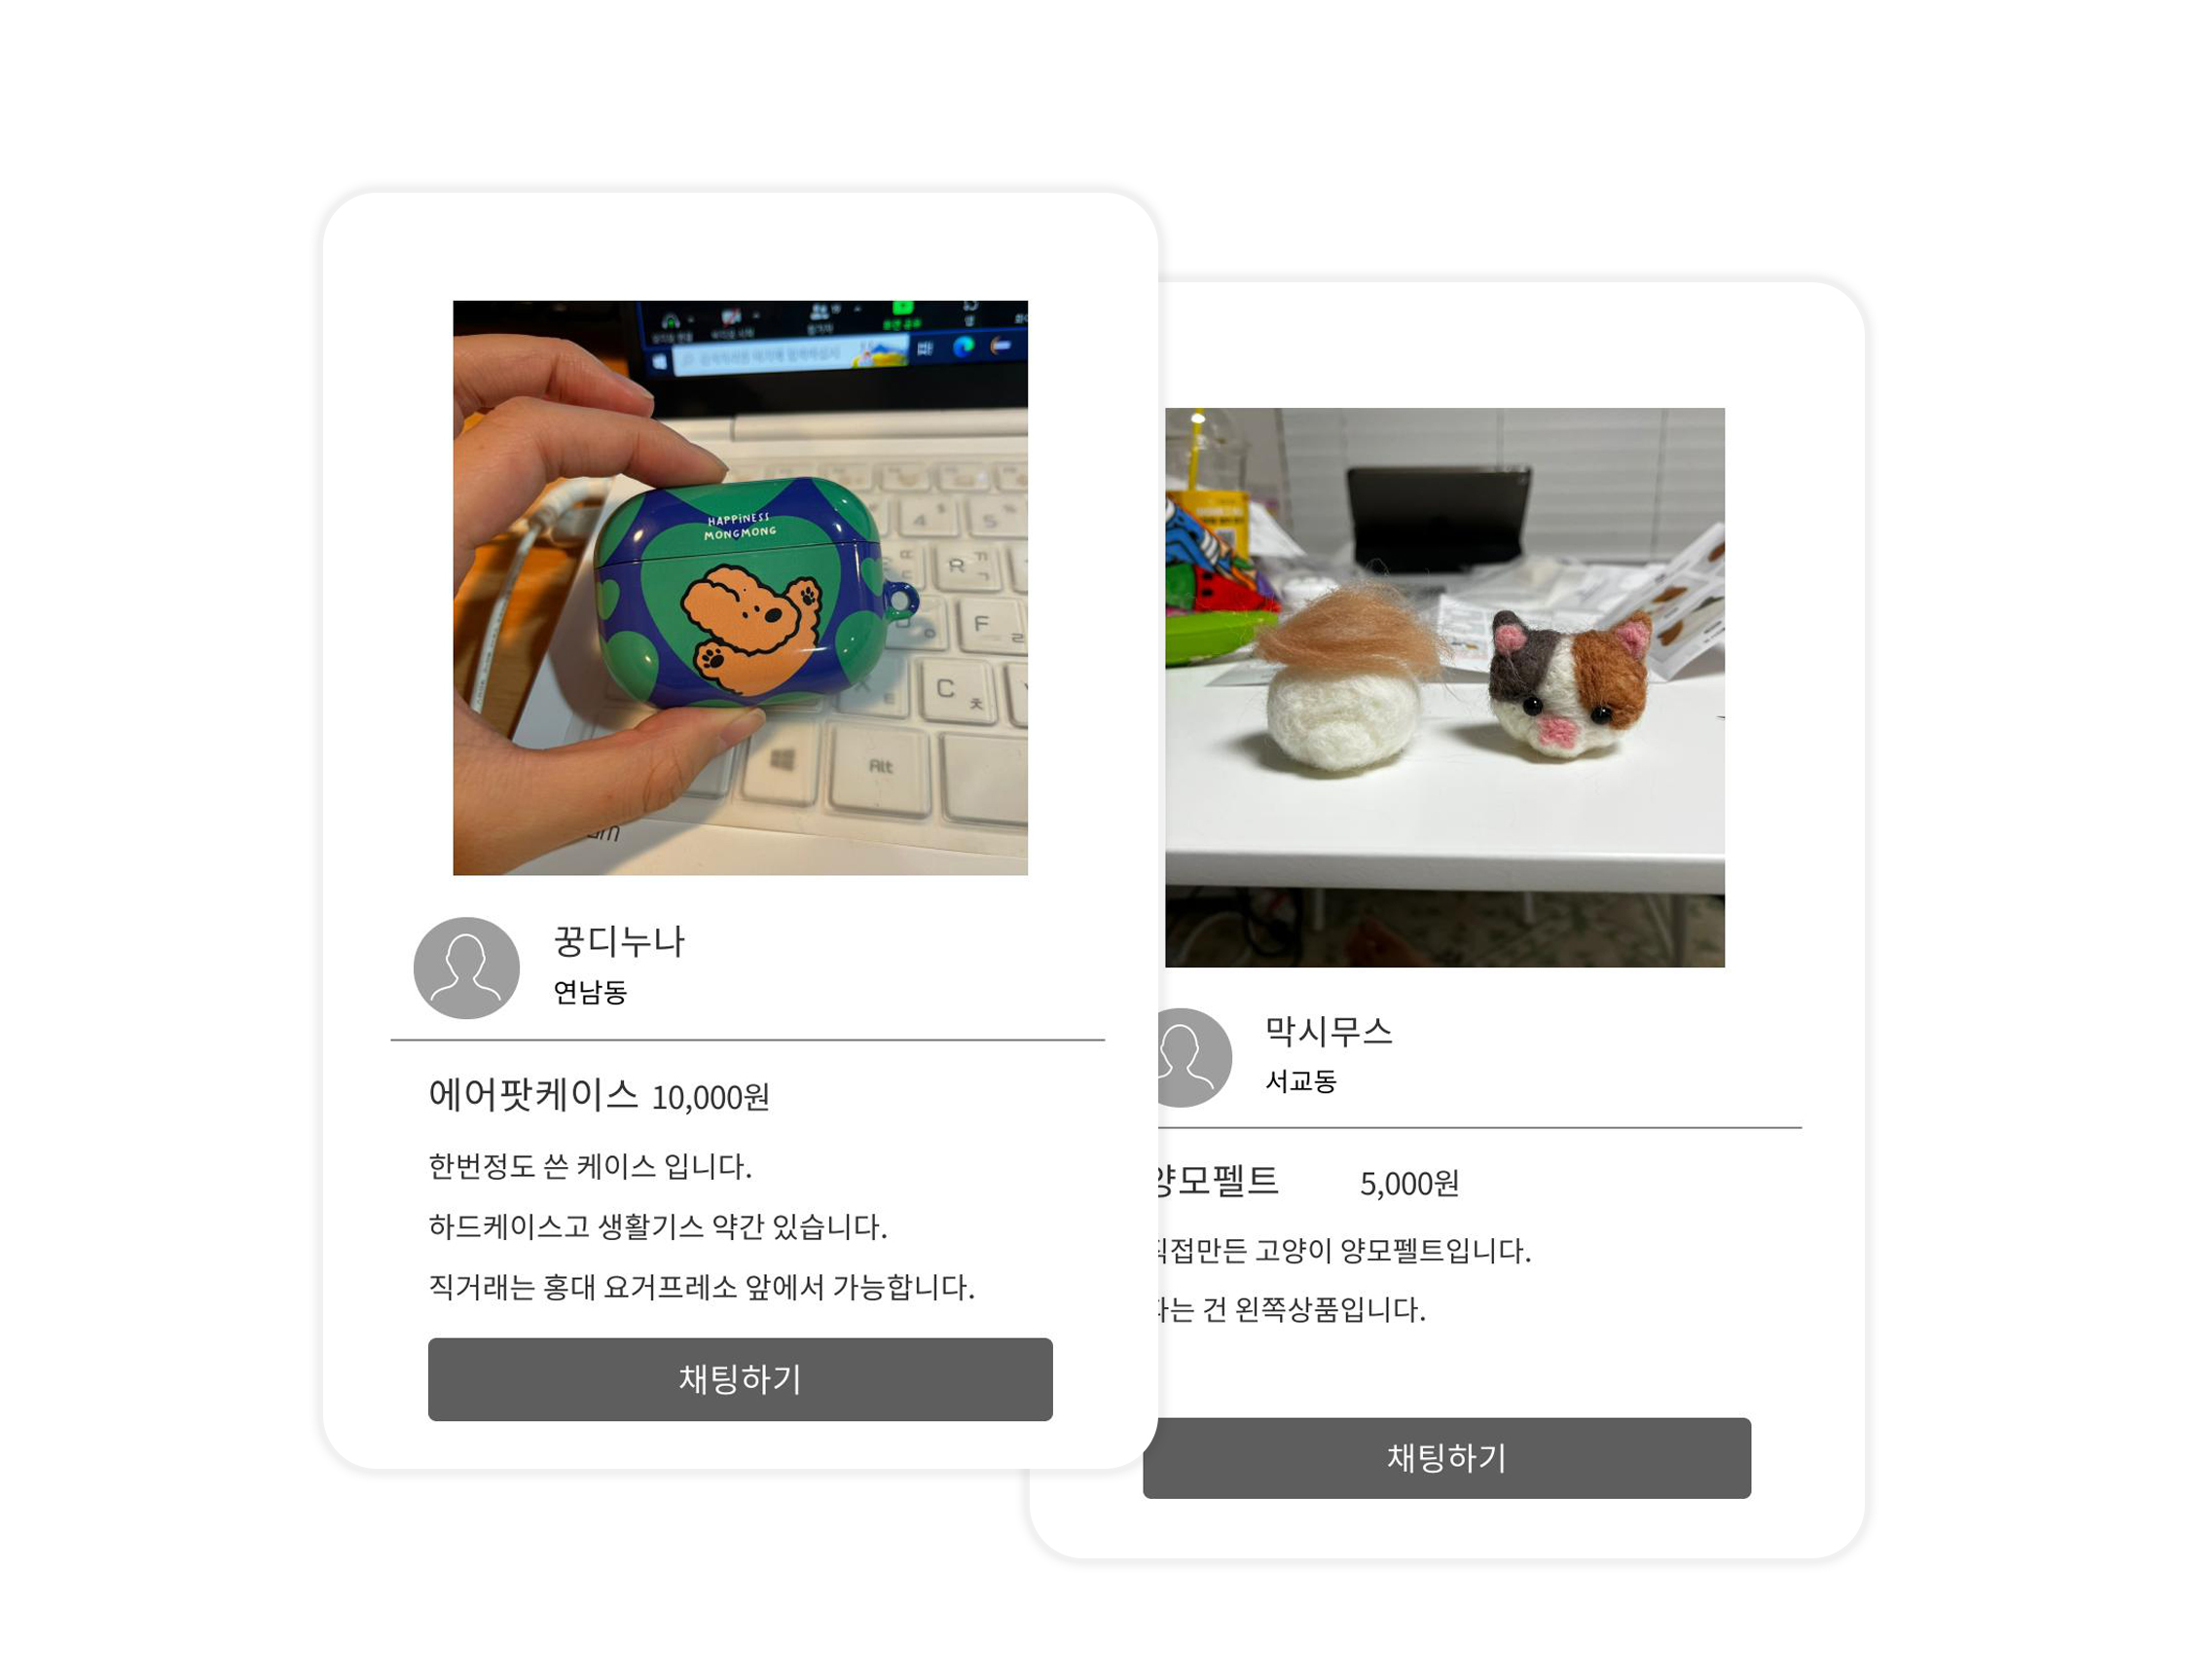 HAPPINESS
MONGMONG
4
5
R
F
C
Alt
꿍디누나
연남동
에어팟케이스 10,000원
한번정도 쓴 케이스 입니다.
하드케이스고 생활기스 약간 있습니다.
직거래는 홍대 요거프레소 앞에서 가능합니다.
채팅하기
막시무스
서교동
양모펠트 5,000원
직접만든 고양이 양모펠트입니다.
파는 건 왼쪽상품입니다.
채팅하기